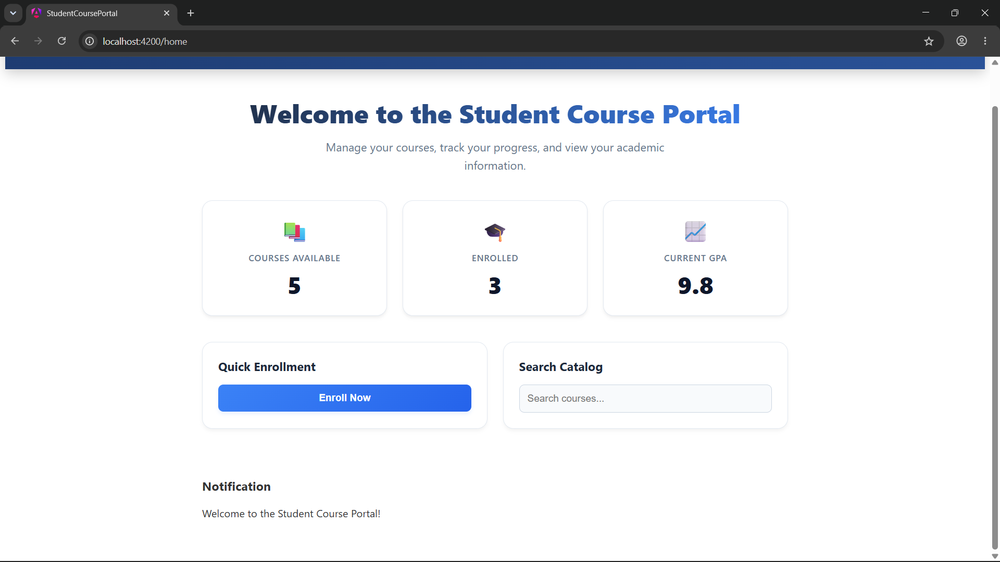 StudentCoursePortal
localhost:4200/home
Welcome to the Student Course Portal
Manage your courses, track your progress, and view your academic
information.
COURSES AVAILABLE
5
ENROLLED
3
CURRENT GPA
9.8
Quick Enrollment
Enroll Now
Search Catalog
Search courses...
Notification
Welcome to the Student Course Portal!